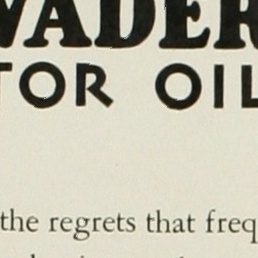 VADER
TOR OIL
the regrets that freq